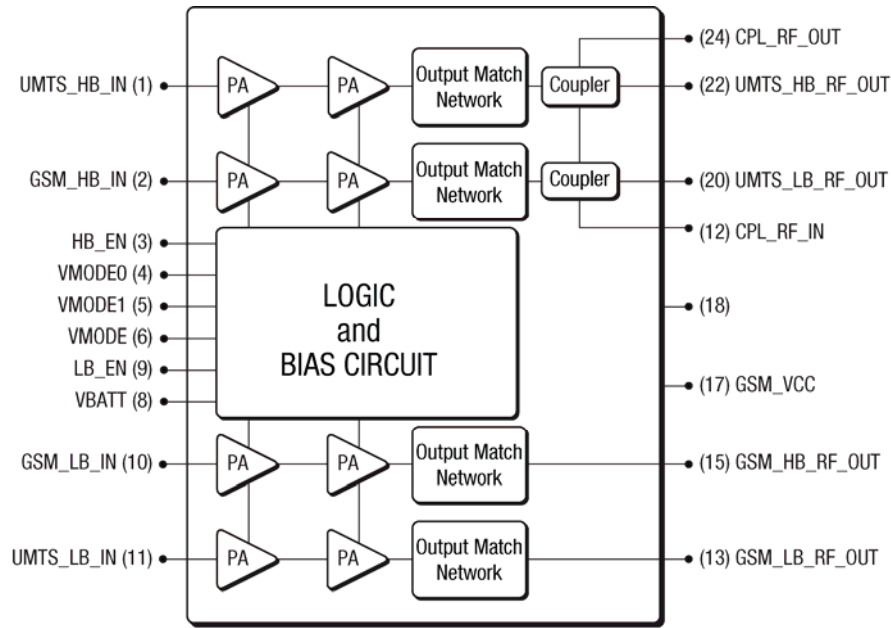 (24) CPL_RF_OUT
UMTS_HB_IN (1)
PA
PA
Output Match
Network
Coupler
(22) UMTS_HB_RF_OUT
GSM_HB_IN (2)
PA
PA
Output Match
Network
Coupler
(20) UMTS_LB_RF_OUT
(12) CPL_RF_IN
HB_EN (3)
VMODE0 (4)
VMODE1 (5)
VMODE (6)
LB_EN (9)
VBATT (8)
LOGIC
and
BIAS CIRCUIT
(18)
(17) GSM_VCC
GSM_LB_IN (10)
PA
PA
Output Match
Network
(15) GSM_HB_RF_OUT
UMTS_LB_IN (11)
PA
PA
Output Match
Network
(13) GSM_LB_RF_OUT